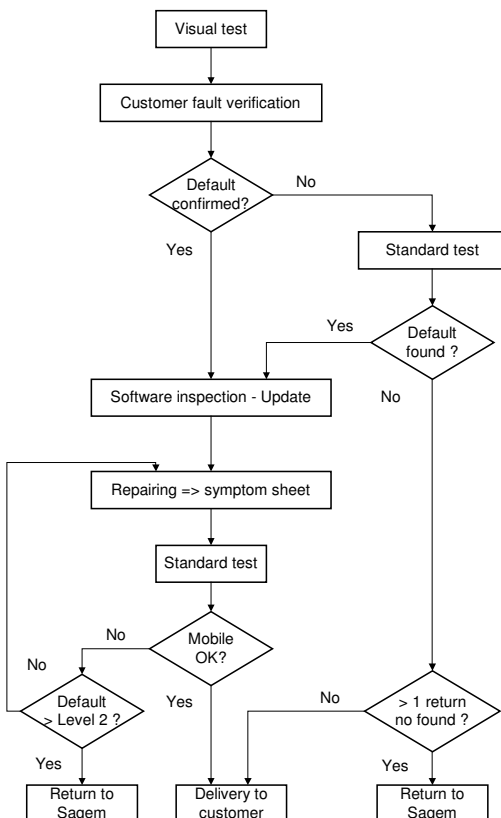 Visual test
Customer fault verification
Default
confirmed?
No
Yes
Standard test
Yes
Default
found ?
No
Software inspection - Update
Repairing => symptom sheet
Standard test
No
Mobile
OK?
No
Yes
Default
> Level 2 ?
No
> 1 return
no found ?
Yes
Yes
Return to
Sagem
Delivery to
customer
Return to
Sagem